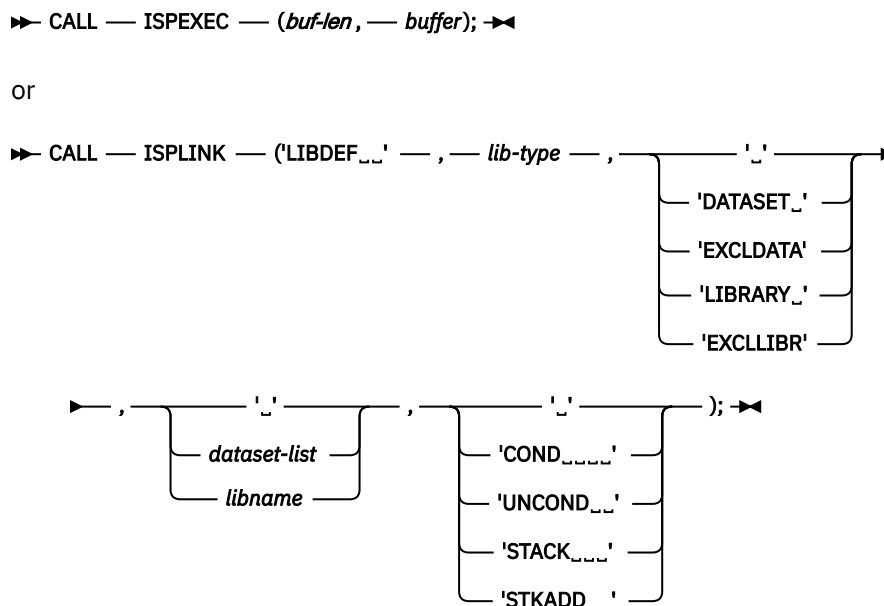 CALL ISPEXEC (buf-len, buffer);
or
CALL ISPLINK ('LIBDEF␣␣' , lib-type , '␣'
'DATASET␣'
'EXCLDATA'
'LIBRARY␣'
'EXCLLIBR'
, '␣' , '␣' );
dataset-list 'COND␣␣␣␣'
libname 'UNCOND␣␣'
'STACK␣␣␣'
'STKADD  '